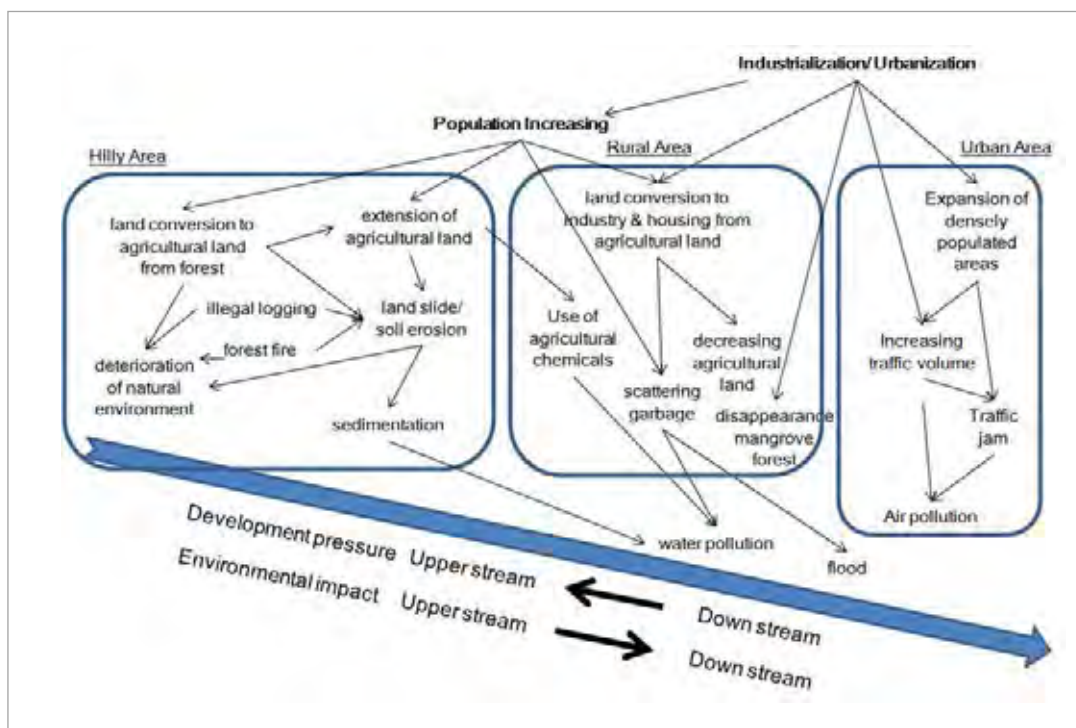 Industrialization/ Urbanization
Population Increasing
Hilly Area
Rural Area
Urban Area
land conversion to
agricultural land
from forest
extension of
agricultural land
illegal logging
land slide/
soil erosion
forest fire
deterioration
of natural
environment
sedimentation
land conversion to
industry & housing from
agricultural land
Use of
agricultural
chemicals
decreasing
agricultural
land
scattering
garbage
disappearance
mangrove
forest
Expansion of
densely
populated
areas
Increasing
traffic volume
Traffic
jam
Air pollution
water pollution
flood
Development pressure Upper stream
Down stream
Environmental impact Upper stream
Down stream